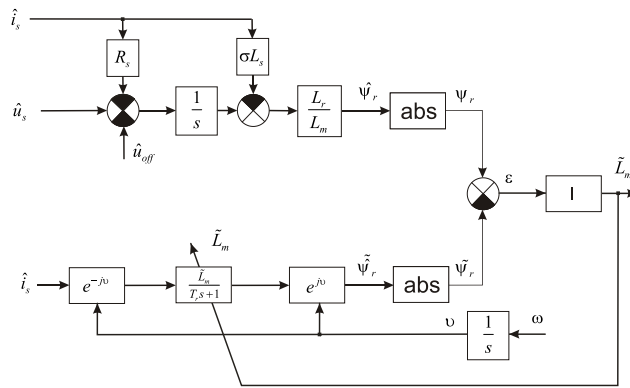 î_s
R_s
σL_s
û_s
1/s
L_r/L_m
ψ̂_r
abs
ψ_r
û_off
ε
I
L̃_m
L̃_m
î_s
e^{-jυ}
L̃_m/(T_r s+1)
e^{jυ}
ψ̃̂_r
abs
ψ̃_r
υ
1/s
ω